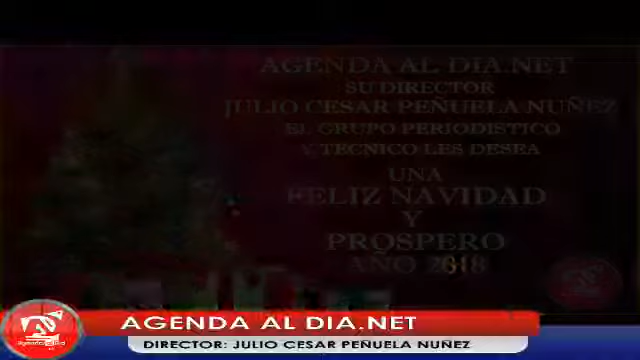 AGENDA AL DIA.NET
SU DIRECTOR
JULIO CESAR PEÑUELA NUÑEZ
EL GRUPO PERIODISTICO
Y TECNICO LES DESEA
UNA
FELIZ NAVIDAD
Y
PROSPERO
AÑO 2018
AGENDA AL DIA.NET
DIRECTOR: JULIO CESAR PEÑUELA NUÑEZ